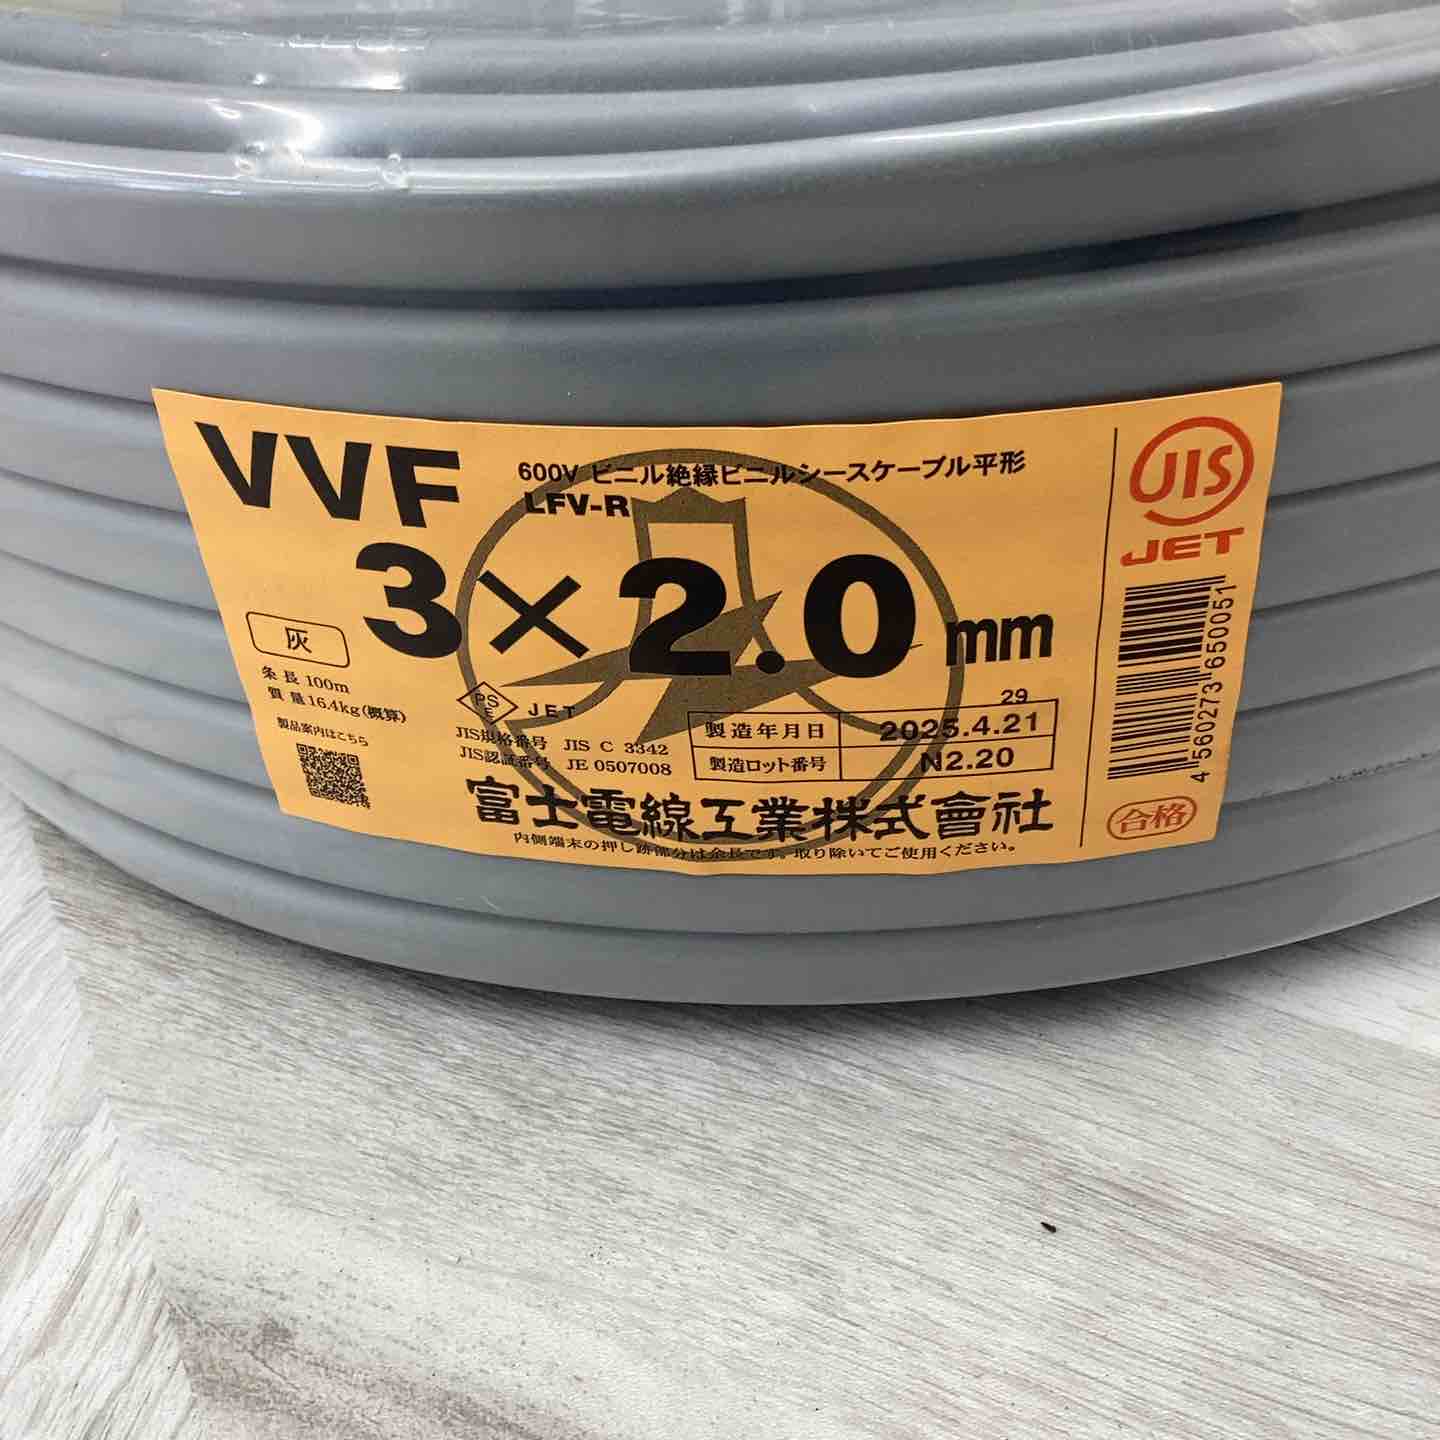 VVF
600V ビニル絶縁ビニルシースケーブル平形
LFV-R
3×2.0mm
灰
条長 100m
質量 16.4kg(概算)
製品案内はこちら
PS
E
JET
JIS規格番号 JIS C 3342
JIS認証番号 JE 0507008
29
製造年月日 2025.4.21
製造ロット番号 N2.20
富士電線工業株式會社
内側端末の押し跡部分は余長です。取り除いてご使用ください。
JIS
JET
4 560273 650051
合格